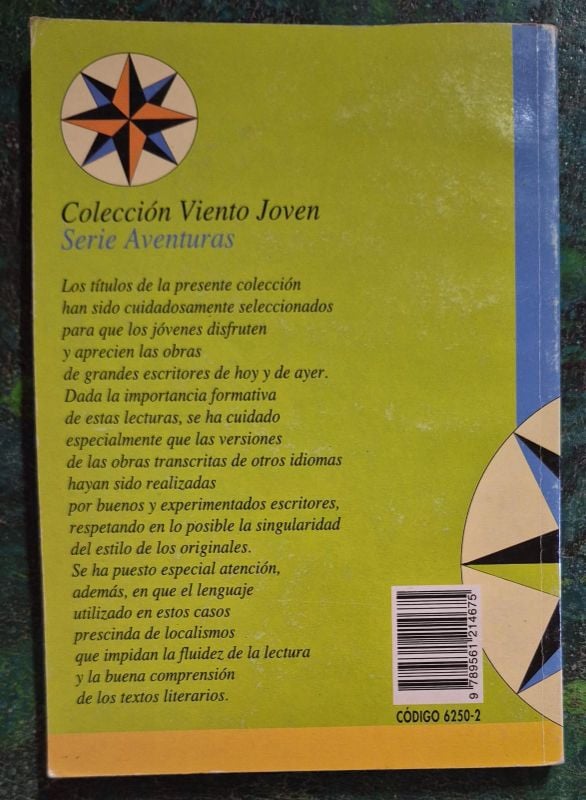 Colección Viento Joven
Serie Aventuras
Los títulos de la presente colección
han sido cuidadosamente seleccionados
para que los jóvenes disfruten
y aprecien las obras
de grandes escritores de hoy y de ayer.
Dada la importancia formativa
de estas lecturas, se ha cuidado
especialmente que las versiones
de las obras transcritas de otros idiomas
hayan sido realizadas
por buenos y experimentados escritores,
respetando en lo posible la singularidad
del estilo de los originales.
Se ha puesto especial atención,
además, en que el lenguaje
utilizado en estos casos
prescinda de localismos
que impidan la fluidez de la lectura
y la buena comprensión
de los textos literarios.
9 789561 214675
CÓDIGO 6250-2